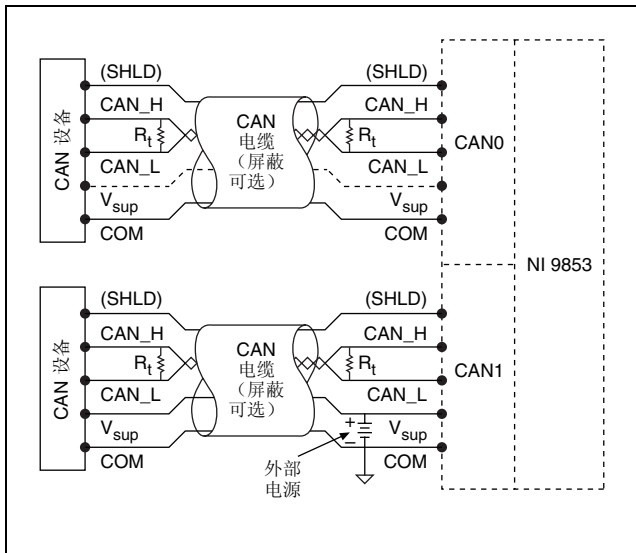 (SHLD)
(SHLD)
CAN_H
CAN
CAN_H
CAN 设备
Rt
电缆
Rt
CAN0
（屏蔽
CAN_L
可选）
CAN_L
Vsup
Vsup
COM
COM
NI 9853
(SHLD)
(SHLD)
CAN_H
CAN
CAN_H
CAN 设备
Rt
电缆
Rt
CAN1
（屏蔽
CAN_L
可选）
CAN_L
+
Vsup
Vsup
–
COM
COM
外部
电源